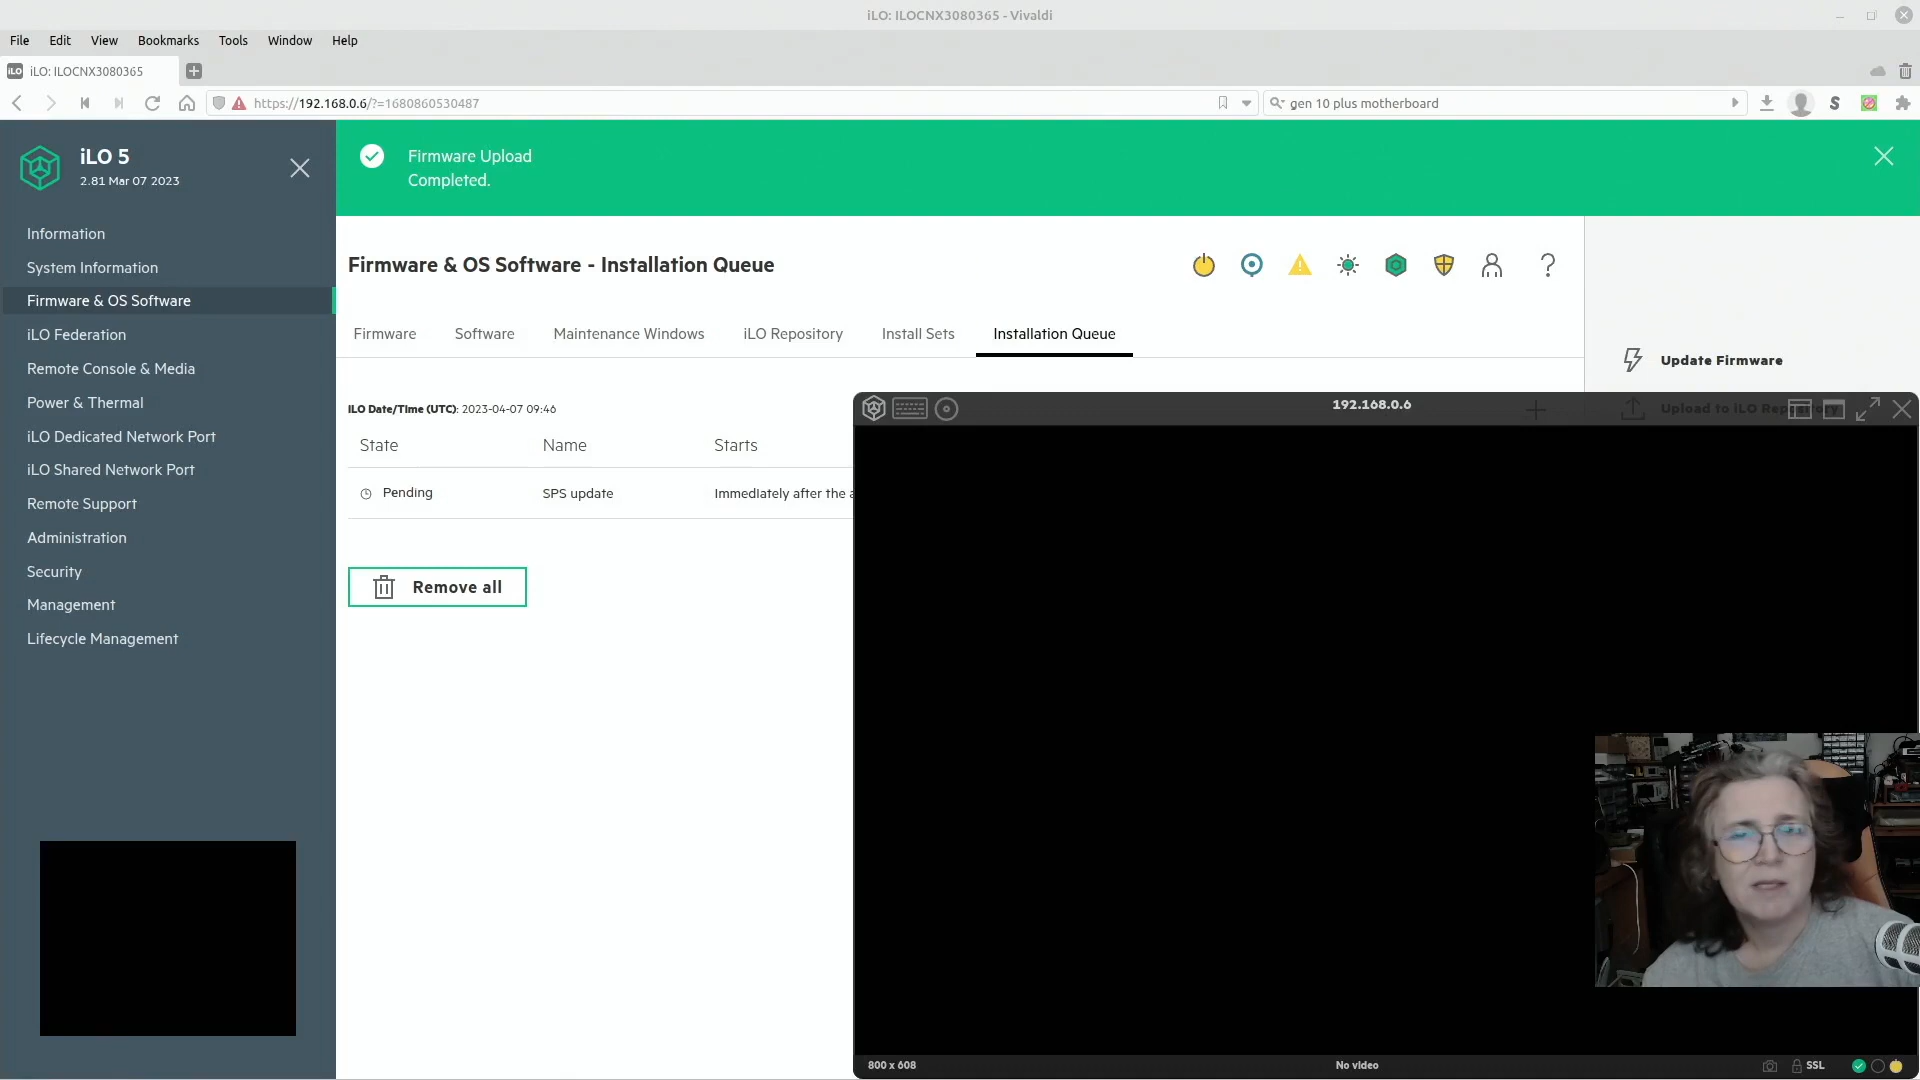 iLO: ILOCNX3080365 - Vivaldi
File Edit View Bookmarks Tools Window Help
iLO iLO: ILOCNX3080365
https://192.168.0.6/?=1680860530487
gen 10 plus motherboard
S
iLO 5
2.81 Mar 07 2023
Information
System Information
Firmware & OS Software
iLO Federation
Remote Console & Media
Power & Thermal
iLO Dedicated Network Port
iLO Shared Network Port
Remote Support
Administration
Security
Management
Lifecycle Management
Firmware Upload
Completed.
Firmware & OS Software - Installation Queue
Firmware Software Maintenance Windows iLO Repository Install Sets Installation Queue
iLO Date/Time (UTC): 2023-04-07 09:46
State Name Starts
Pending SPS update Immediately after the a
Remove all
Update Firmware
Upload to iLO Repository
192.168.0.6
800 x 608
No video
SSL